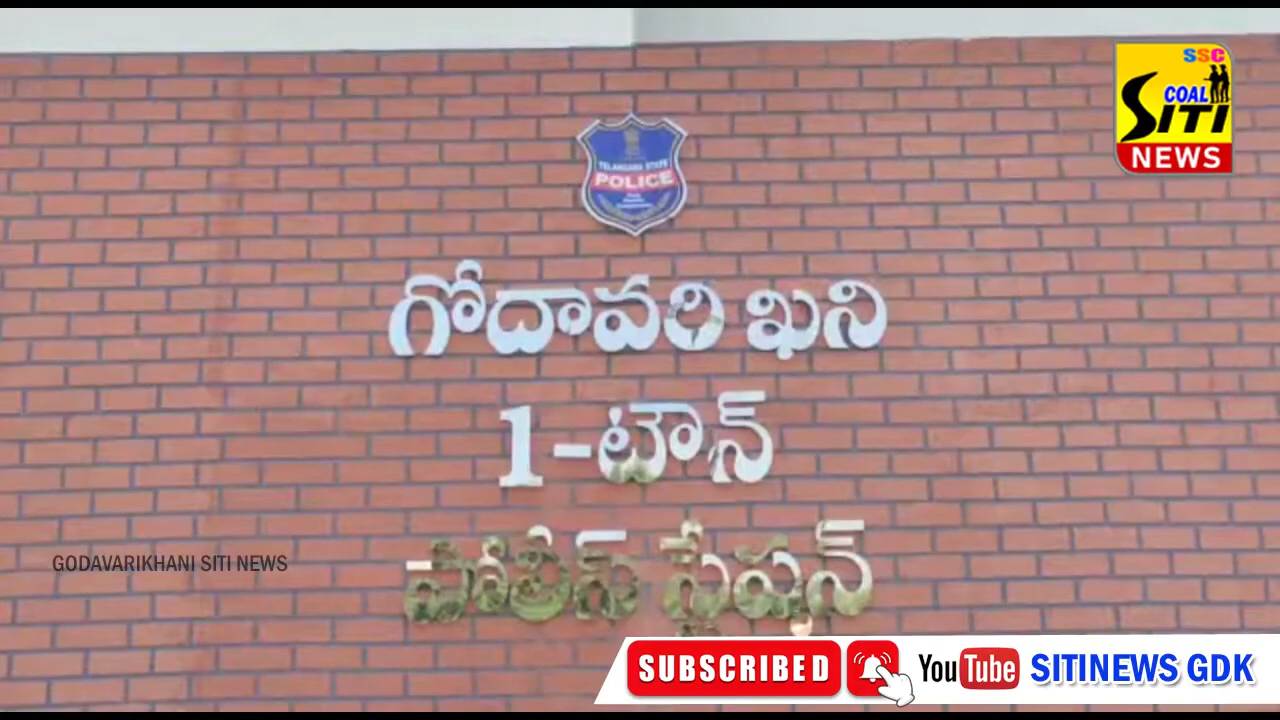 SSC
COAL
SITI
NEWS
TELANGANA STATE
POLICE
గోదావరి ఖని
1-టౌన్
పోలీస్ స్టేషన్
GODAVARIKHANI SITI NEWS
SUBSCRIBED
YouTube SITINEWS GDK